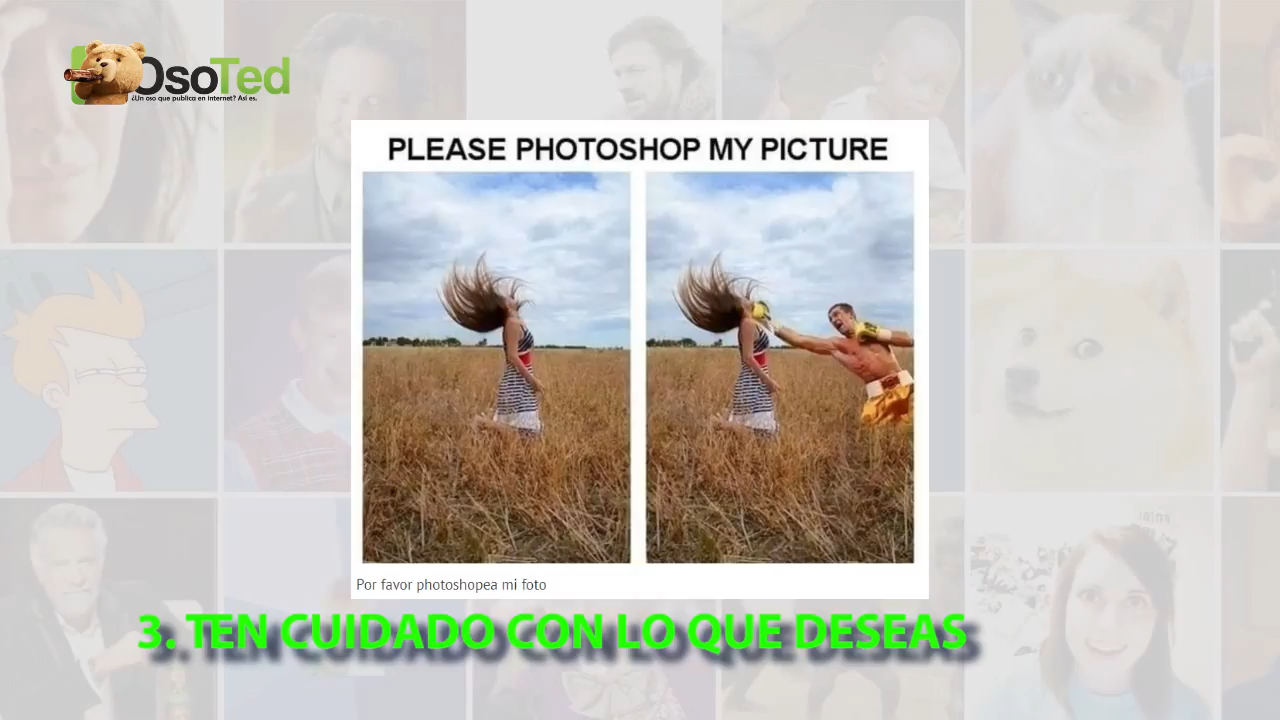 OsoTed
¿Un oso que publica en internet? Así es.
PLEASE PHOTOSHOP MY PICTURE
Por favor photoshopea mi foto
3. TEN CUIDADO CON LO QUE DESEAS